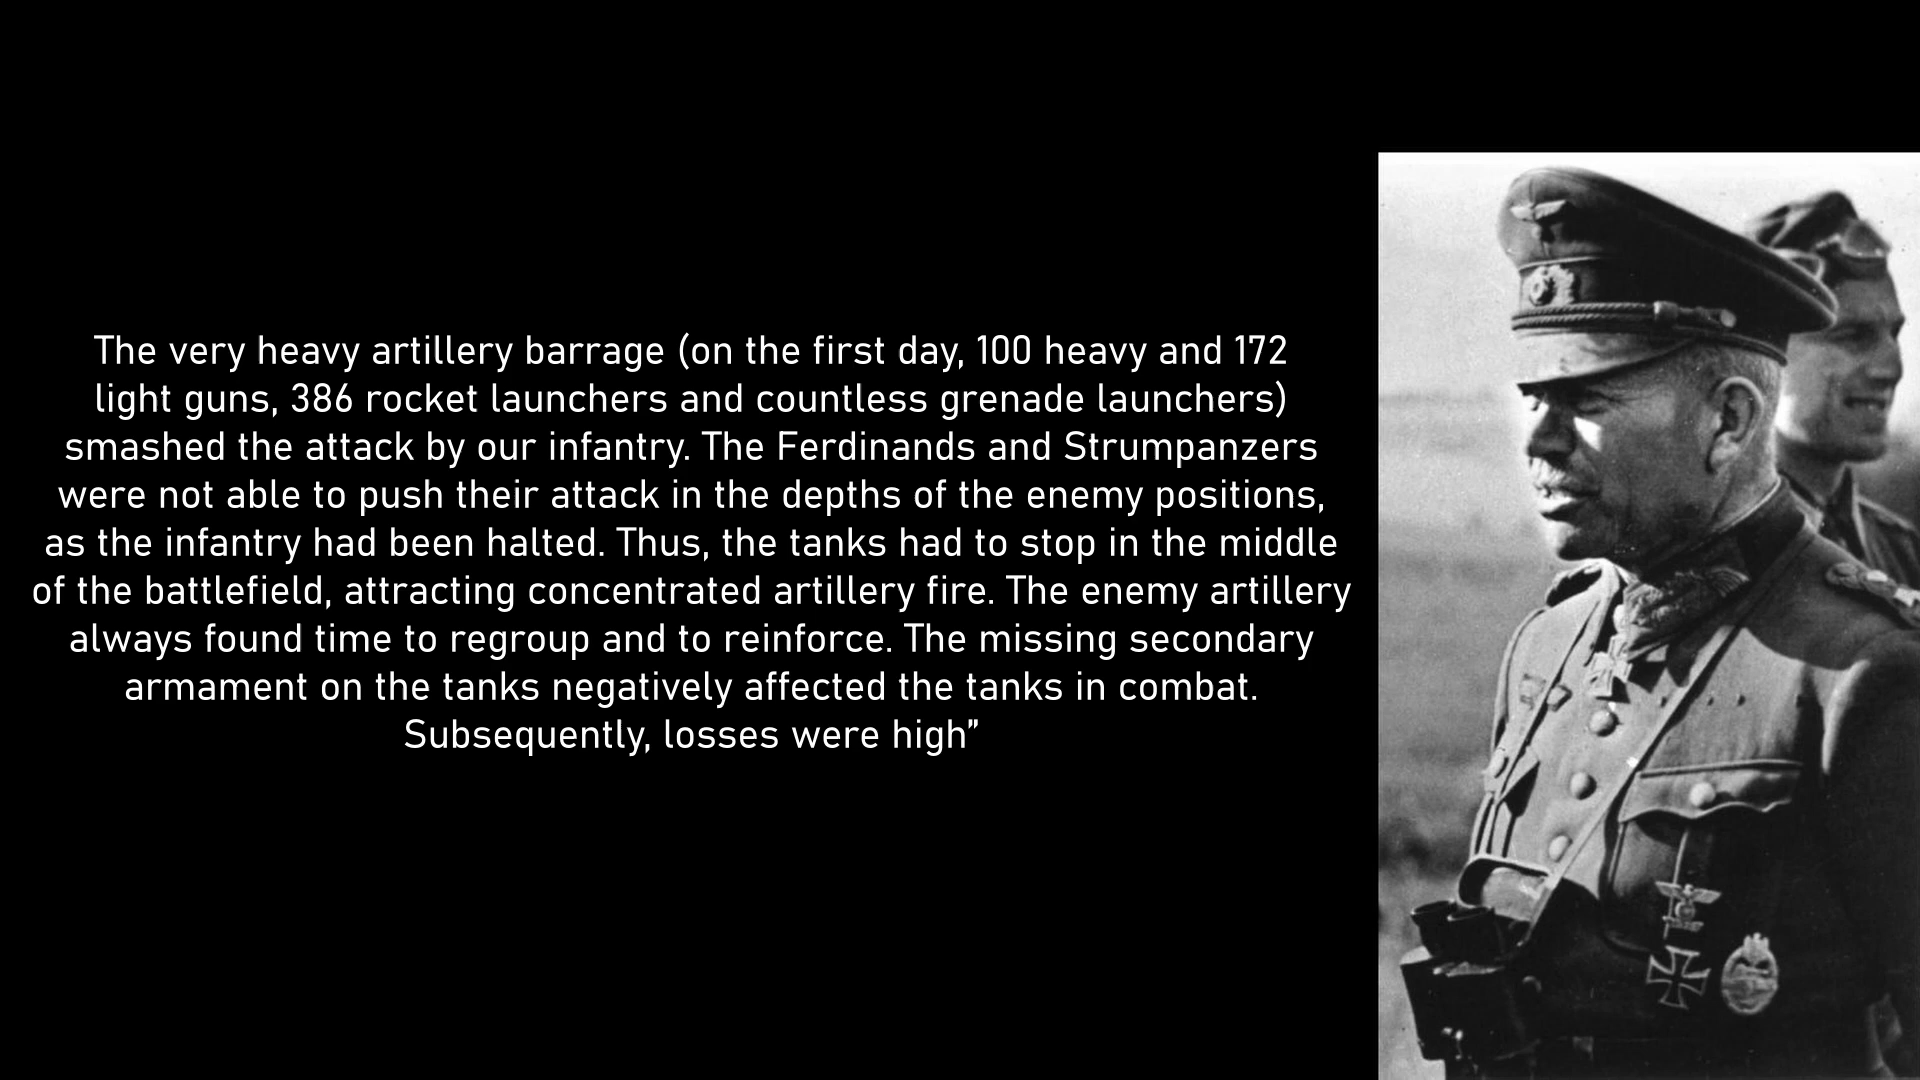 The very heavy artillery barrage (on the first day, 100 heavy and 172
light guns, 386 rocket launchers and countless grenade launchers)
smashed the attack by our infantry. The Ferdinands and Strumpanzers
were not able to push their attack in the depths of the enemy positions,
as the infantry had been halted. Thus, the tanks had to stop in the middle
of the battlefield, attracting concentrated artillery fire. The enemy artillery
always found time to regroup and to reinforce. The missing secondary
armament on the tanks negatively affected the tanks in combat.
Subsequently, losses were high”